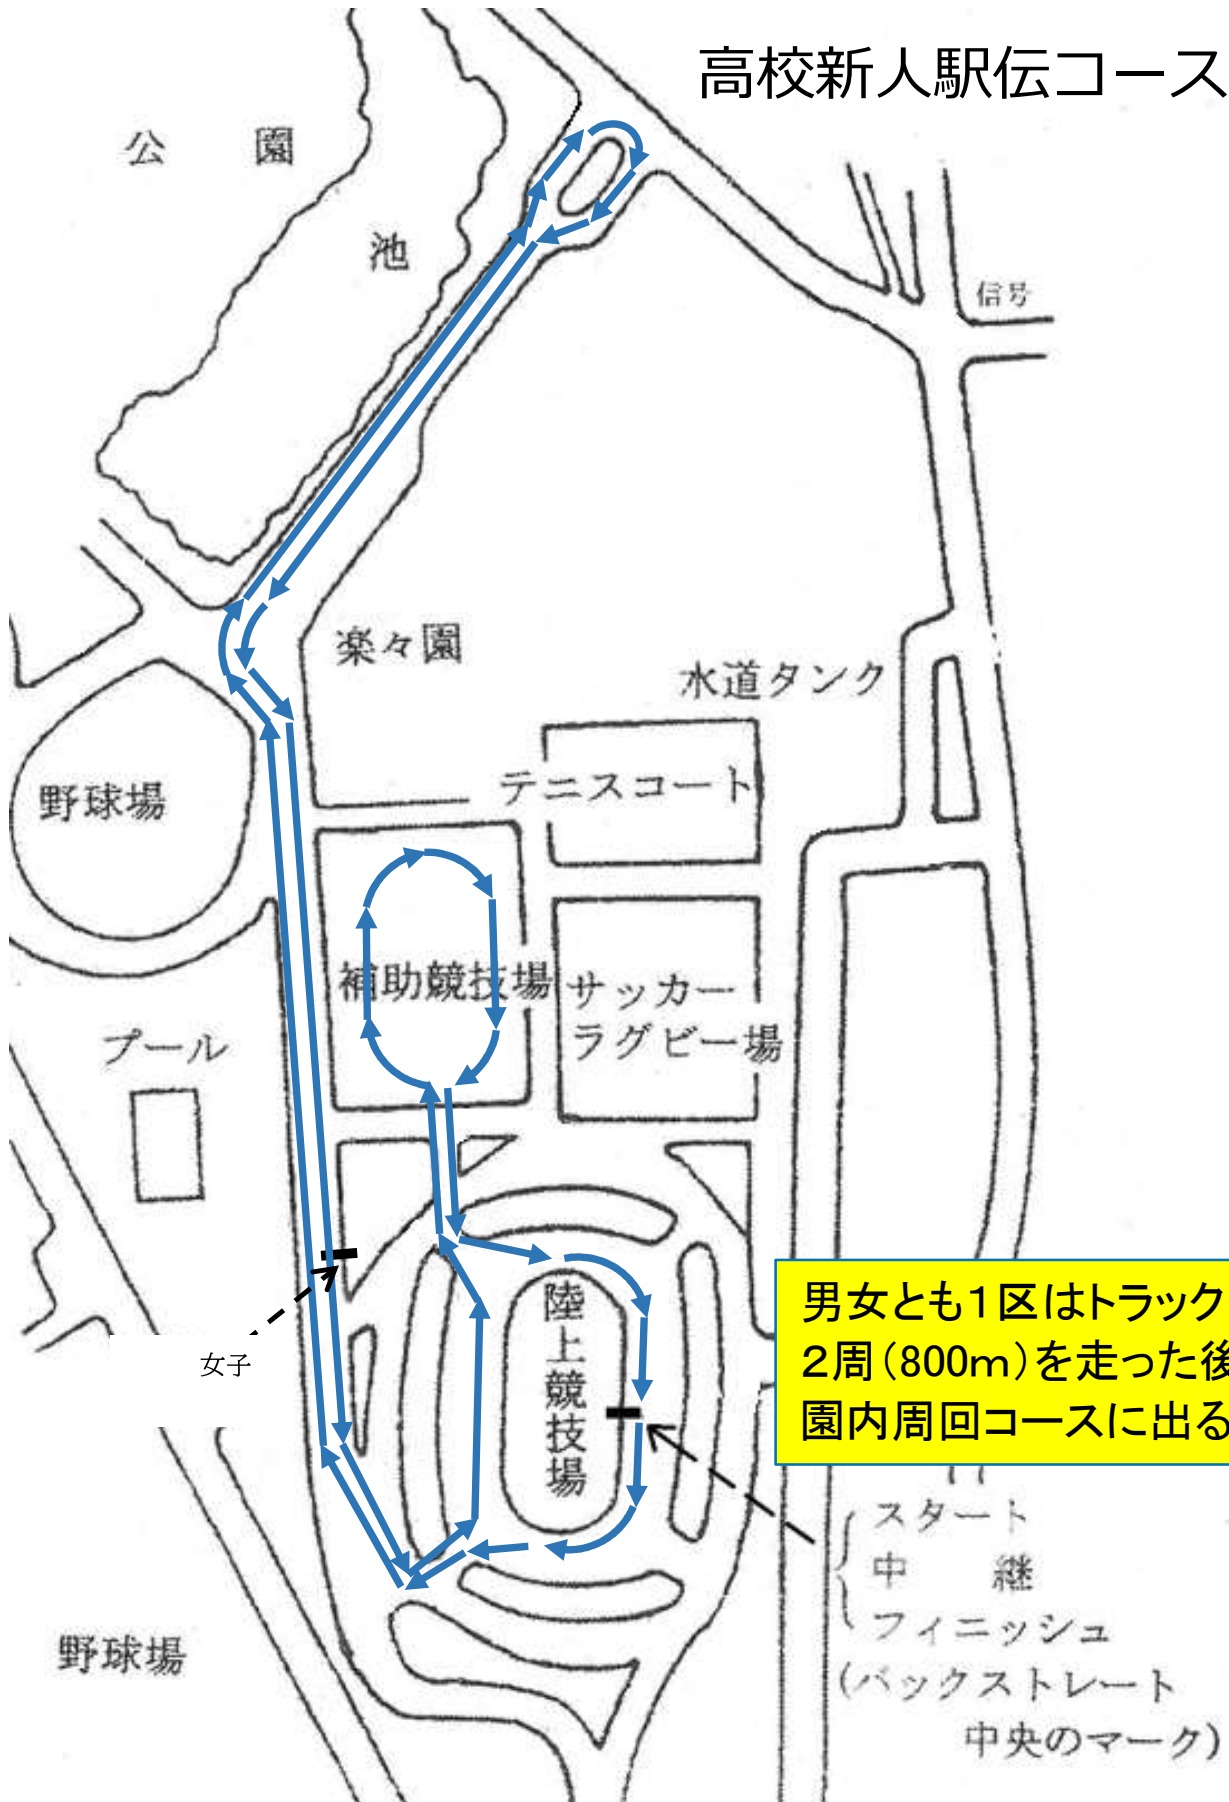 高校新人駅伝コース
公 園
池
信号
楽々園
水道タンク
テニスコート
野球場
補助競技場
サッカー
ラグビー場
プール
女子
陸上競技場
男女とも1区はトラック
2周(800m)を走った後
園内周回コースに出る
スタート
中 継
フィニッシュ
(バックストレート
中央のマーク)
野球場